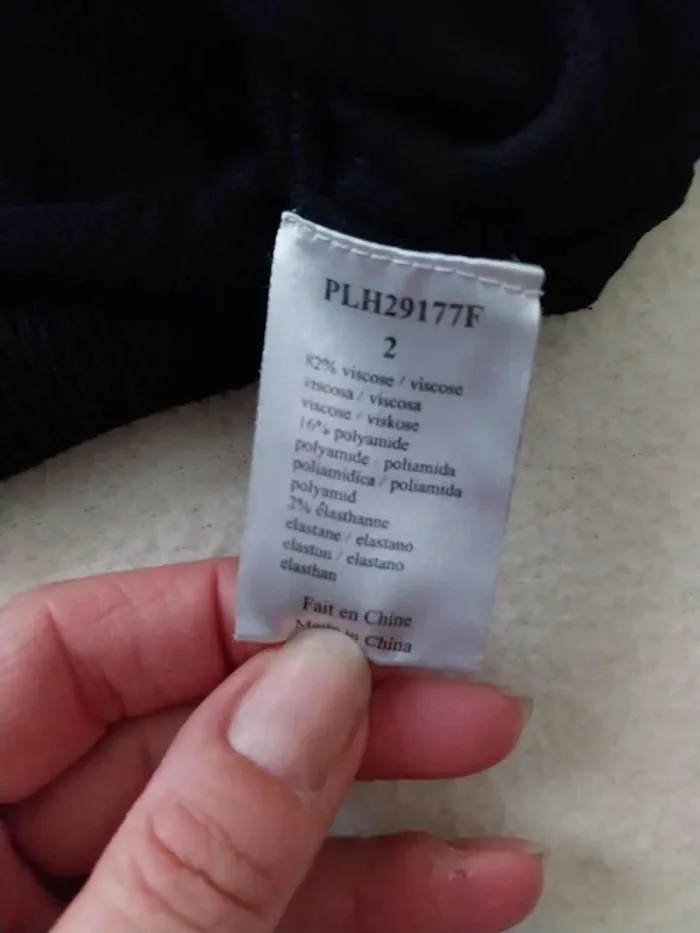 PLH29177F
2
82% viscose / viscose
viscosa / viscosa
viscose / viskose
16% polyamide
polyamide / poliamida
poliamidica / poliamida
polyamid
2% élasthanne
elastane / elastano
elaston / elastano
elasthan
Fait en Chine
Made in China